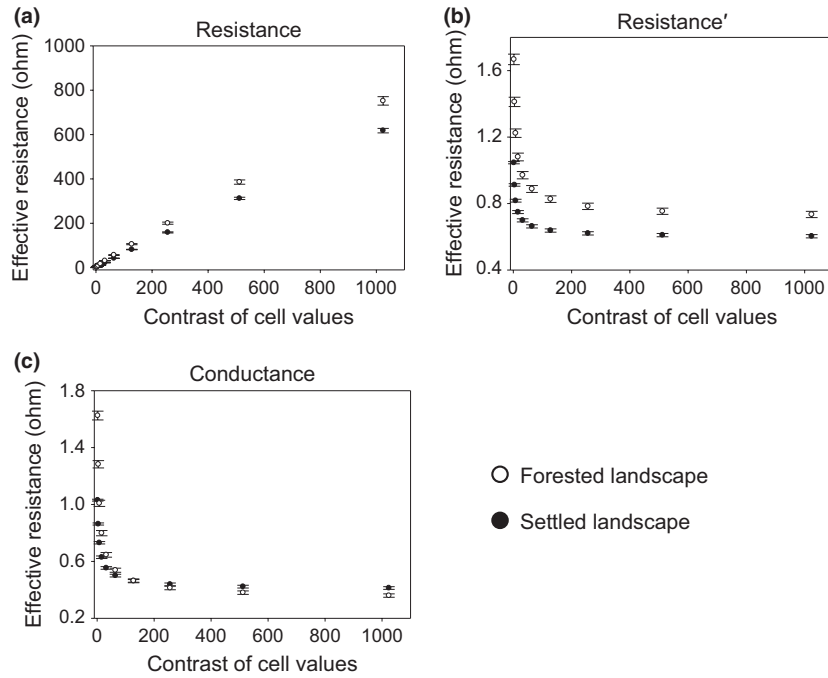 (a)
Resistance
Effective resistance (ohm)
1000
800
600
400
200
0
0 200 400 600 800 1000
Contrast of cell values
(b)
Resistance′
Effective resistance (ohm)
1.6
1.2
0.8
0.4
0 200 400 600 800 1000
Contrast of cell values
(c)
Conductance
Effective resistance (ohm)
1.8
1.4
1.0
0.6
0.2
0 200 400 600 800 1000
Contrast of cell values
Forested landscape
Settled landscape